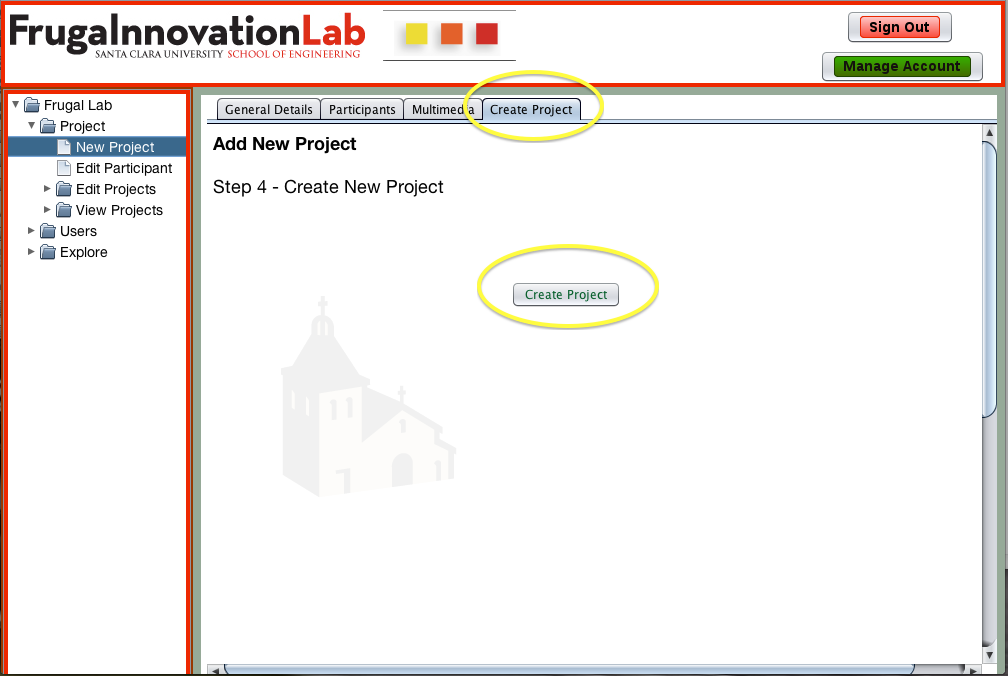 FrugalInnovationLab
SANTA CLARA UNIVERSITY SCHOOL OF ENGINEERING
Sign Out
Manage Account
Frugal Lab
Project
New Project
Edit Participant
Edit Projects
View Projects
Users
Explore
General Details Participants Multimedia Create Project
Add New Project
Step 4 - Create New Project
Create Project